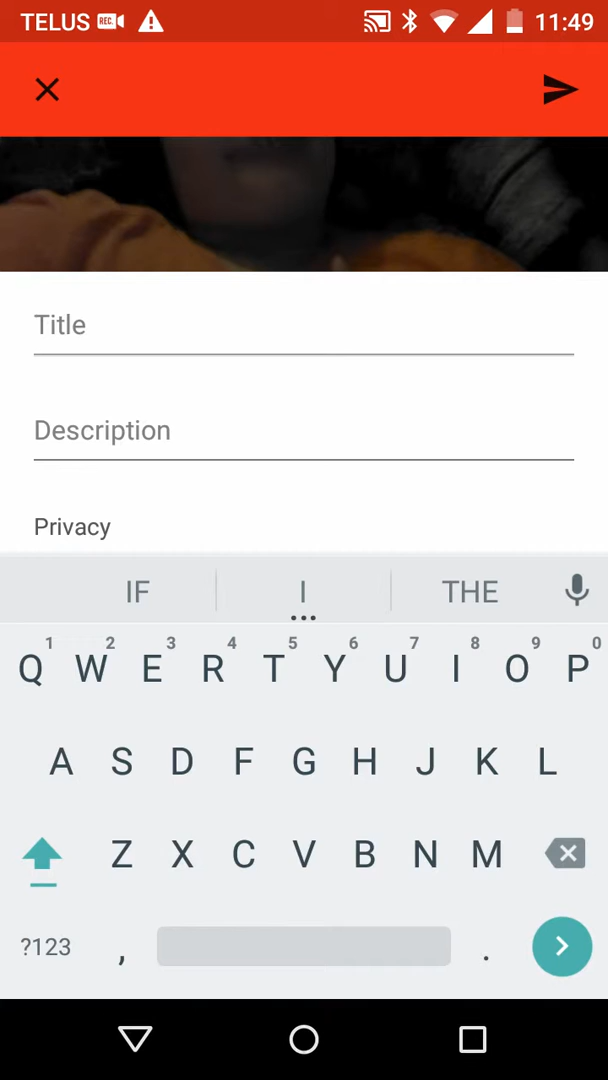 TELUS REC. 11:49
Title
Description
Privacy
IF I THE
1 2 3 4 5 6 7 8 9 0
Q W E R T Y U I O P
A S D F G H J K L
Z X C V B N M
?123 , .